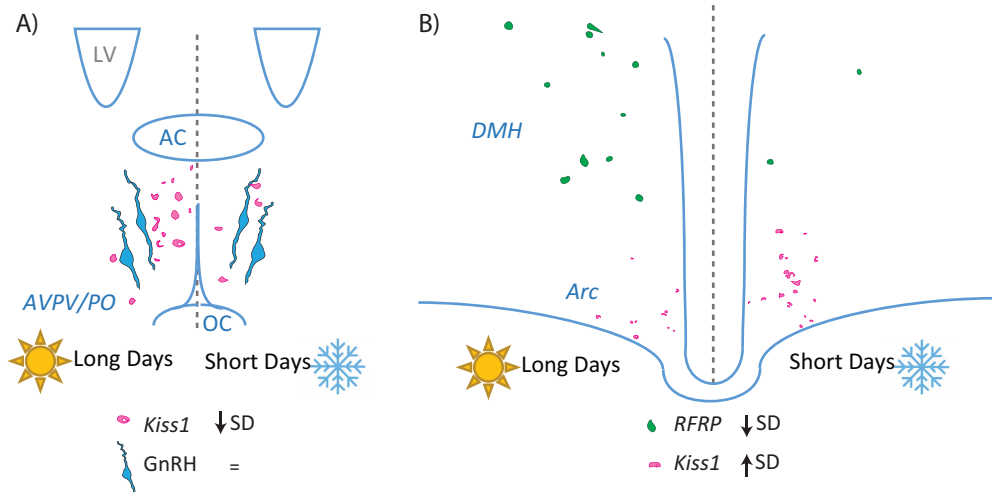 A)
LV
AC
AVPV/PO
OC
Long Days
Short Days
Kiss1 ↓SD
GnRH =
B)
DMH
Arc
Long Days
Short Days
RFRP ↓SD
Kiss1 ↑SD